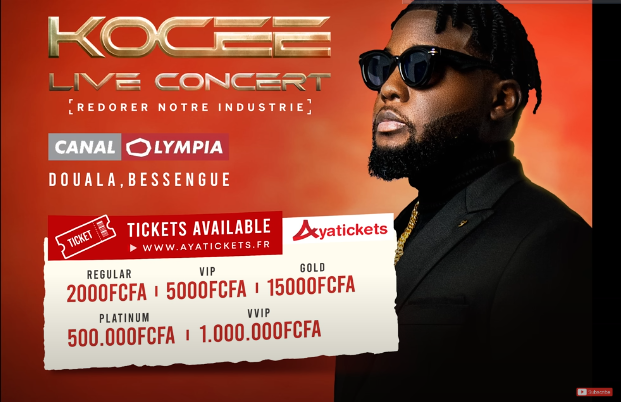 KOCEE
LIVE CONCERT
[REDORER NOTRE INDUSTRIE]
CANAL OLYMPIA
DOUALA, BESSENGUE
TICKET
TICKETS AVAILABLE
WWW.AYATICKETS.FR
Ayatickets
REGULAR VIP GOLD
2000FCFA 5000FCFA 15000FCFA
PLATINUM VVIP
500.000FCFA 1.000.000FCFA
Subscribe